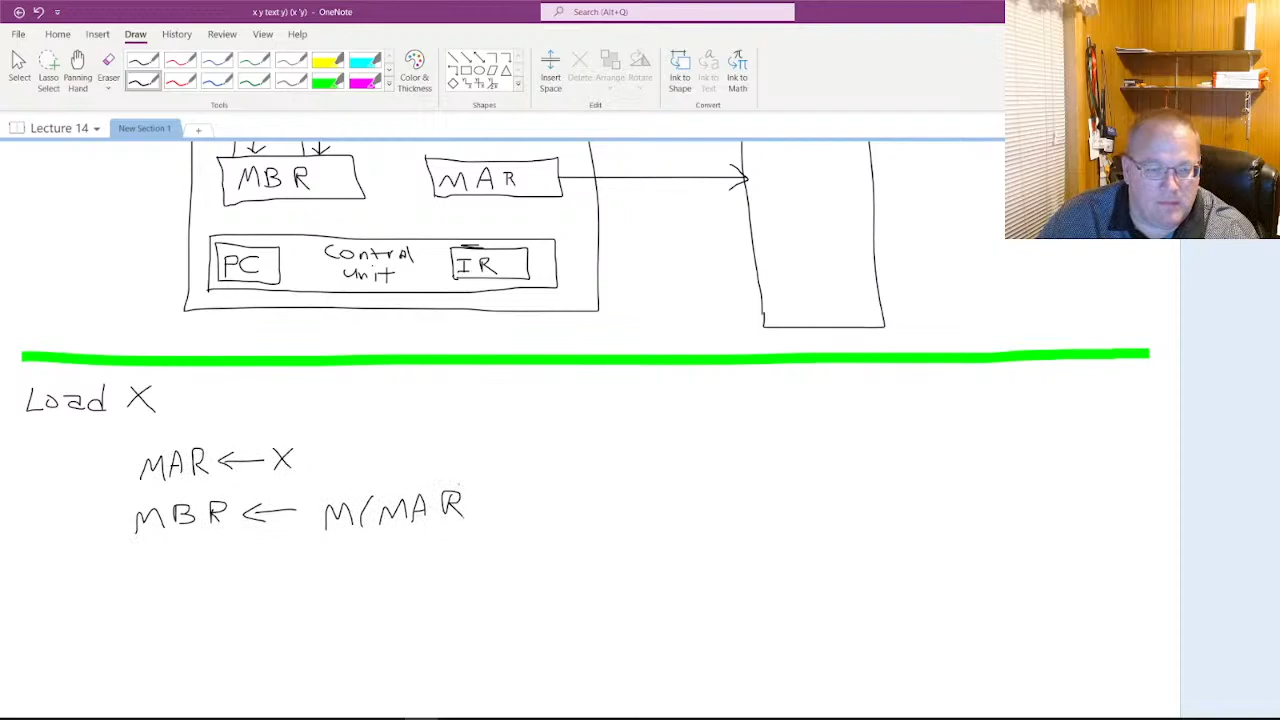 x y text y) (x 'y) - OneNote
Search (Alt+Q)
File Home Insert Draw History Review View Help
Select Lasso Select Panning Hand Eraser Thickness Insert Space Delete Arrange Rotate Ink to Shape Ink to Text Ink to Math
Tools Shapes Edit Convert
Lecture 14 New Section 1 +
MBR MAR
PC Control unit IR
Load X
MAR ← X
MBR ← M(MAR